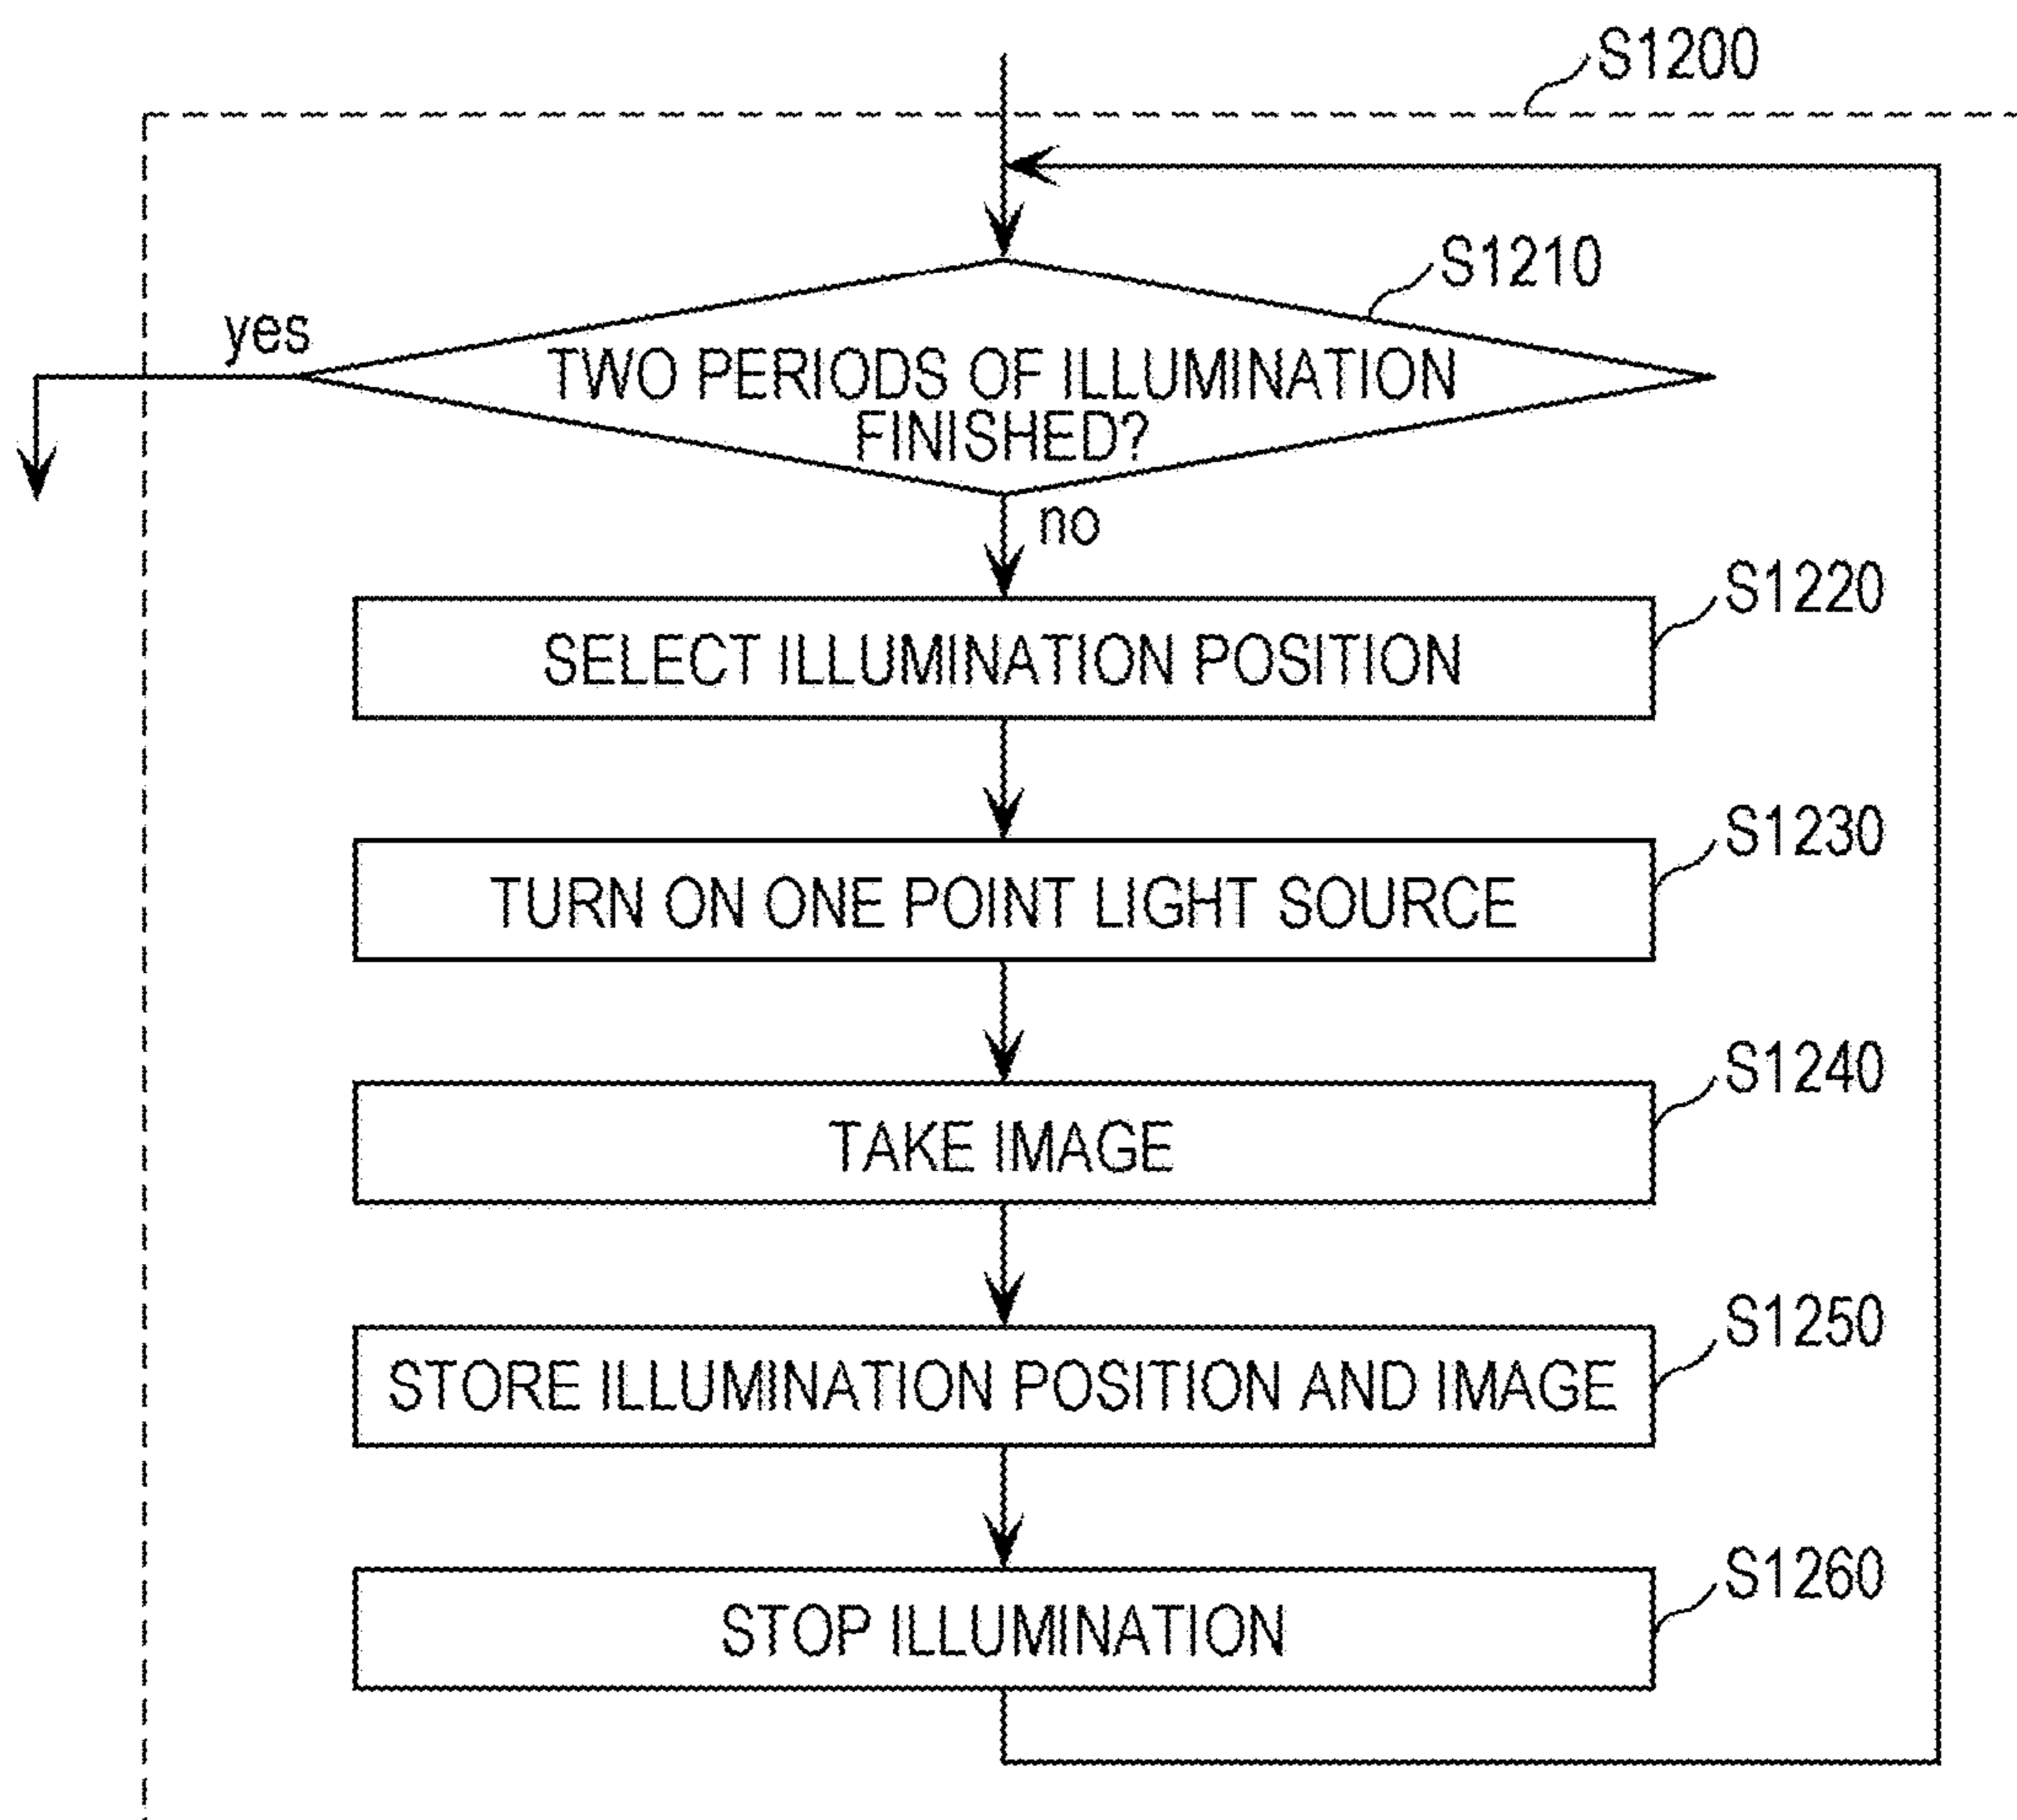 S1200
S1210
yes
TWO PERIODS OF ILLUMINATION
FINISHED?
no
S1220
SELECT ILLUMINATION POSITION
S1230
TURN ON ONE POINT LIGHT SOURCE
S1240
TAKE IMAGE
S1250
STORE ILLUMINATION POSITION AND IMAGE
S1260
STOP ILLUMINATION